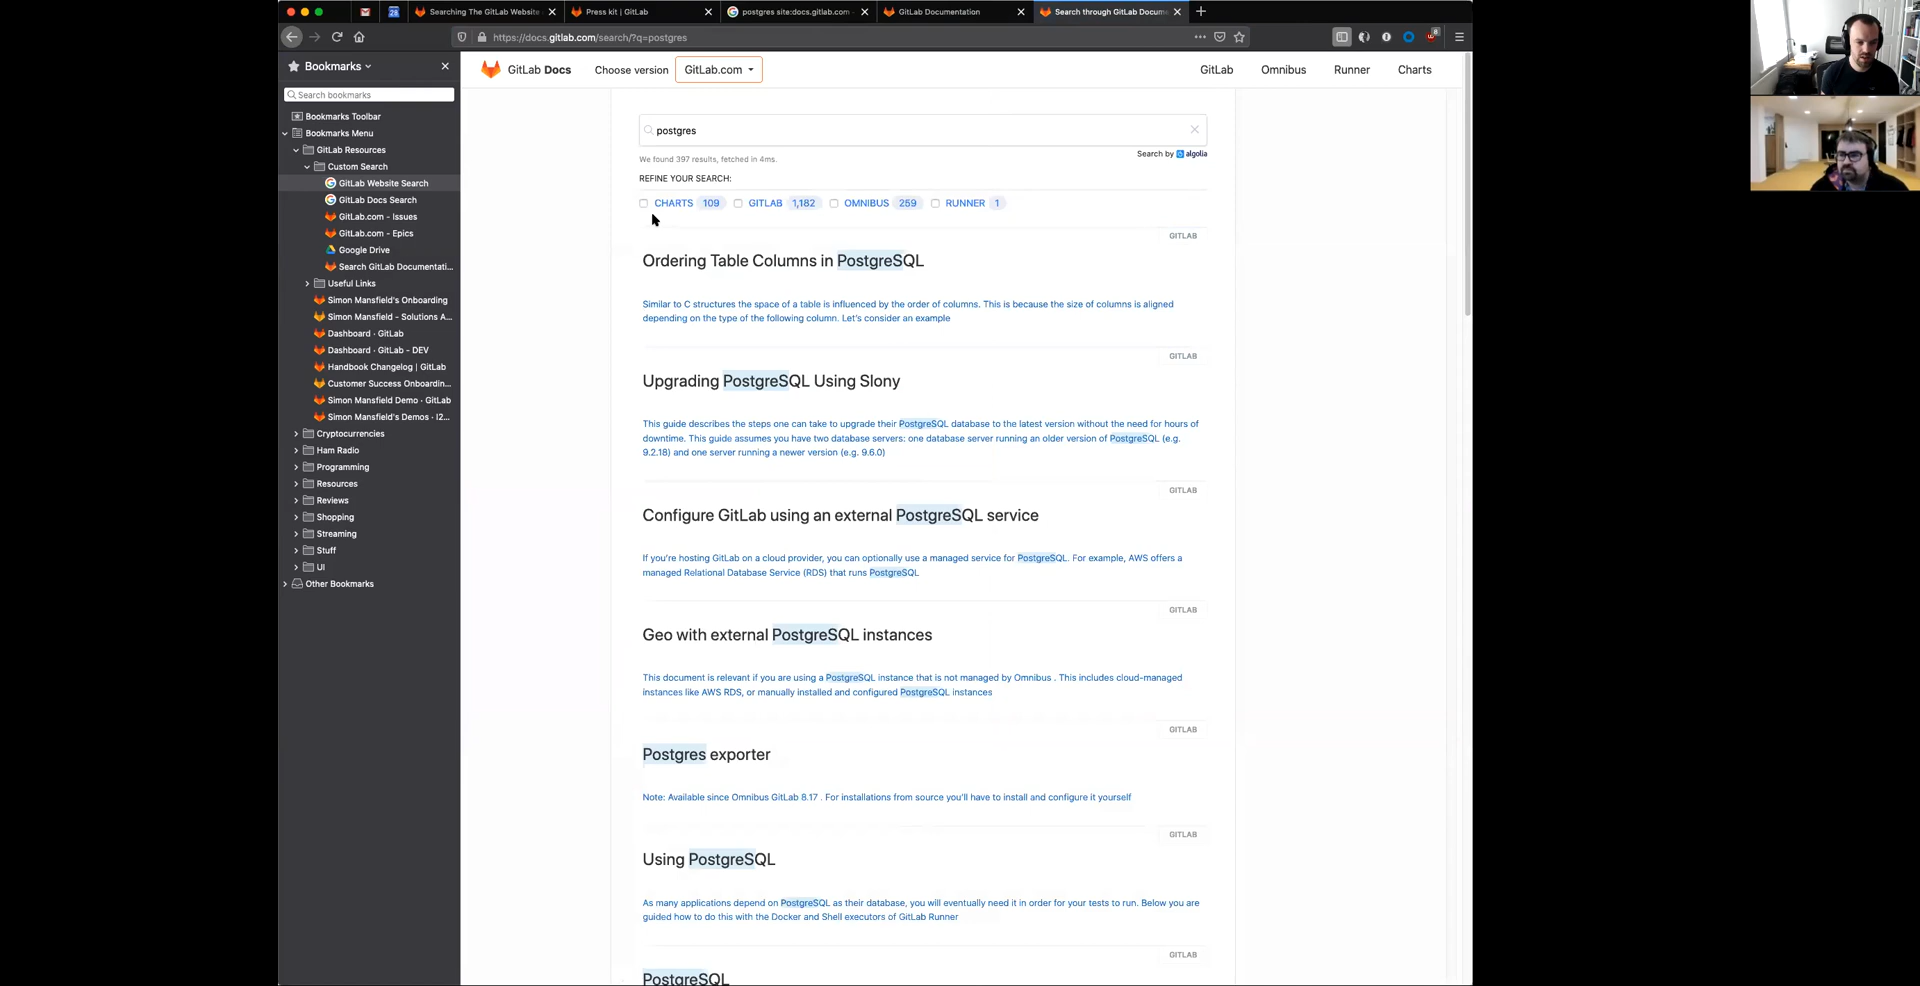 Searching The GitLab Website
Press kit | GitLab
postgres site:docs.gitlab.com -
GitLab Documentation
Search through GitLab Docum
28
8
https://docs.gitlab.com/search/?q=postgres
Bookmarks
Search bookmarks
Bookmarks Toolbar
Bookmarks Menu
GitLab Resources
Custom Search
GitLab Website Search
GitLab Docs Search
GitLab.com - Issues
GitLab.com - Epics
Google Drive
Search GitLab Documentati...
Useful Links
Simon Mansfield's Onboarding
Simon Mansfield - Solutions A...
Dashboard · GitLab
Dashboard · GitLab - DEV
Handbook Changelog | GitLab
Customer Success Onboardin...
Simon Mansfield Demo · GitLab
Simon Mansfield's Demos · I2...
Cryptocurrencies
Ham Radio
Programming
Resources
Reviews
Shopping
Streaming
Stuff
UI
Other Bookmarks
GitLab Docs
Choose version
GitLab.com
GitLab
Omnibus
Runner
Charts
postgres
We found 397 results, fetched in 4ms.
Search by algolia
REFINE YOUR SEARCH:
CHARTS 109 GITLAB 1,182 OMNIBUS 259 RUNNER 1
GITLAB
Ordering Table Columns in PostgreSQL
Similar to C structures the space of a table is influenced by the order of columns. This is because the size of columns is aligned
depending on the type of the following column. Let's consider an example
GITLAB
Upgrading PostgreSQL Using Slony
This guide describes the steps one can take to upgrade their PostgreSQL database to the latest version without the need for hours of
downtime. This guide assumes you have two database servers: one database server running an older version of PostgreSQL (e.g.
9.2.18) and one server running a newer version (e.g. 9.6.0)
GITLAB
Configure GitLab using an external PostgreSQL service
If you're hosting GitLab on a cloud provider, you can optionally use a managed service for PostgreSQL. For example, AWS offers a
managed Relational Database Service (RDS) that runs PostgreSQL
GITLAB
Geo with external PostgreSQL instances
This document is relevant if you are using a PostgreSQL instance that is not managed by Omnibus . This includes cloud-managed
instances like AWS RDS, or manually installed and configured PostgreSQL instances
GITLAB
Postgres exporter
Note: Available since Omnibus GitLab 8.17 . For installations from source you'll have to install and configure it yourself
GITLAB
Using PostgreSQL
As many applications depend on PostgreSQL as their database, you will eventually need it in order for your tests to run. Below you are
guided how to do this with the Docker and Shell executors of GitLab Runner
GITLAB
PostgreSQL